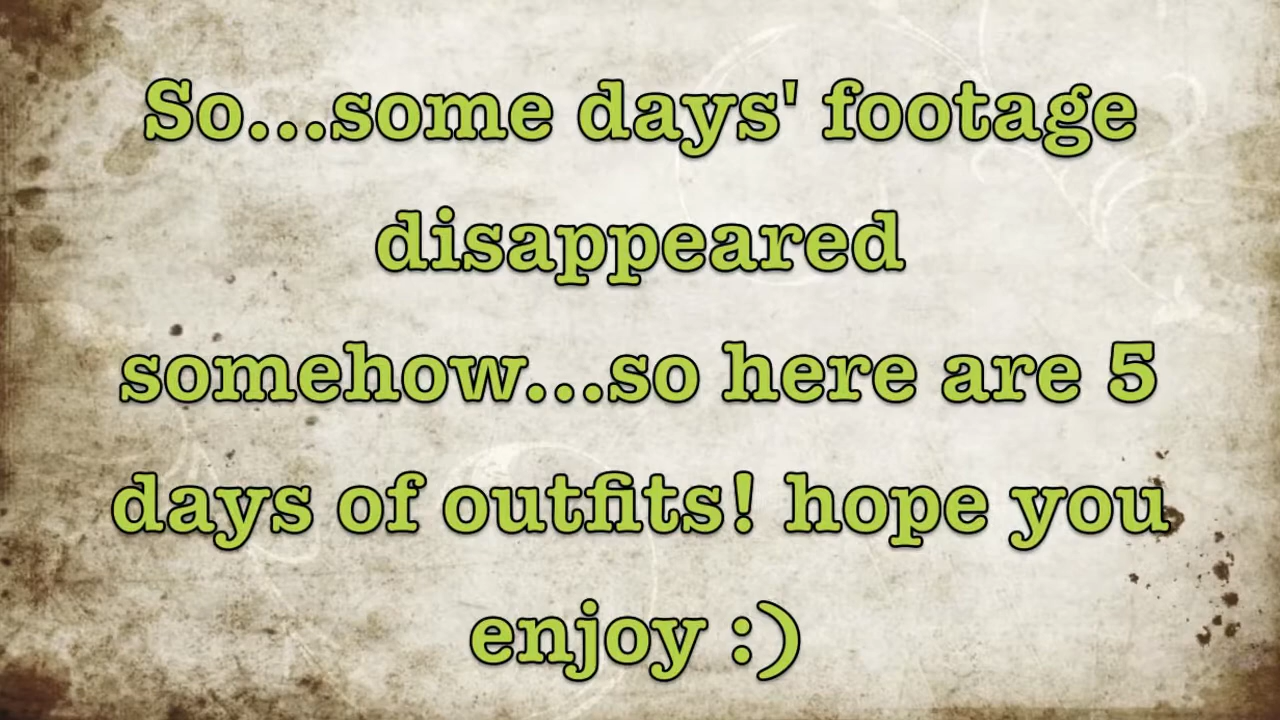 So...some days' footage
disappeared
somehow...so here are 5
days of outfits! hope you
enjoy :)